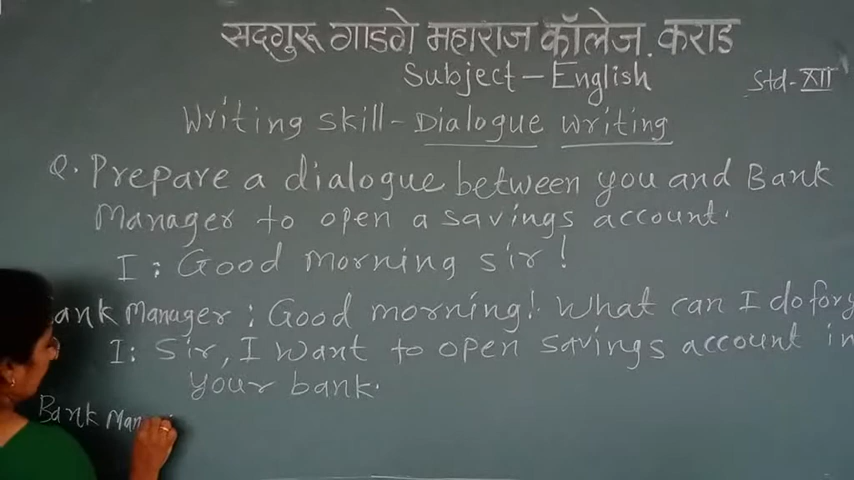 सद्गुरू गाडगे महाराज कॉलेज. कराड
Subject - English
Std- XII
Writing skill - Dialogue writing
Q. Prepare a dialogue between you and Bank
Manager to open a savings account.
I : Good morning sir!
ank Manager : Good morning! What can I do for y
I : Sir, I want to open savings account in
your bank.
Bank Man